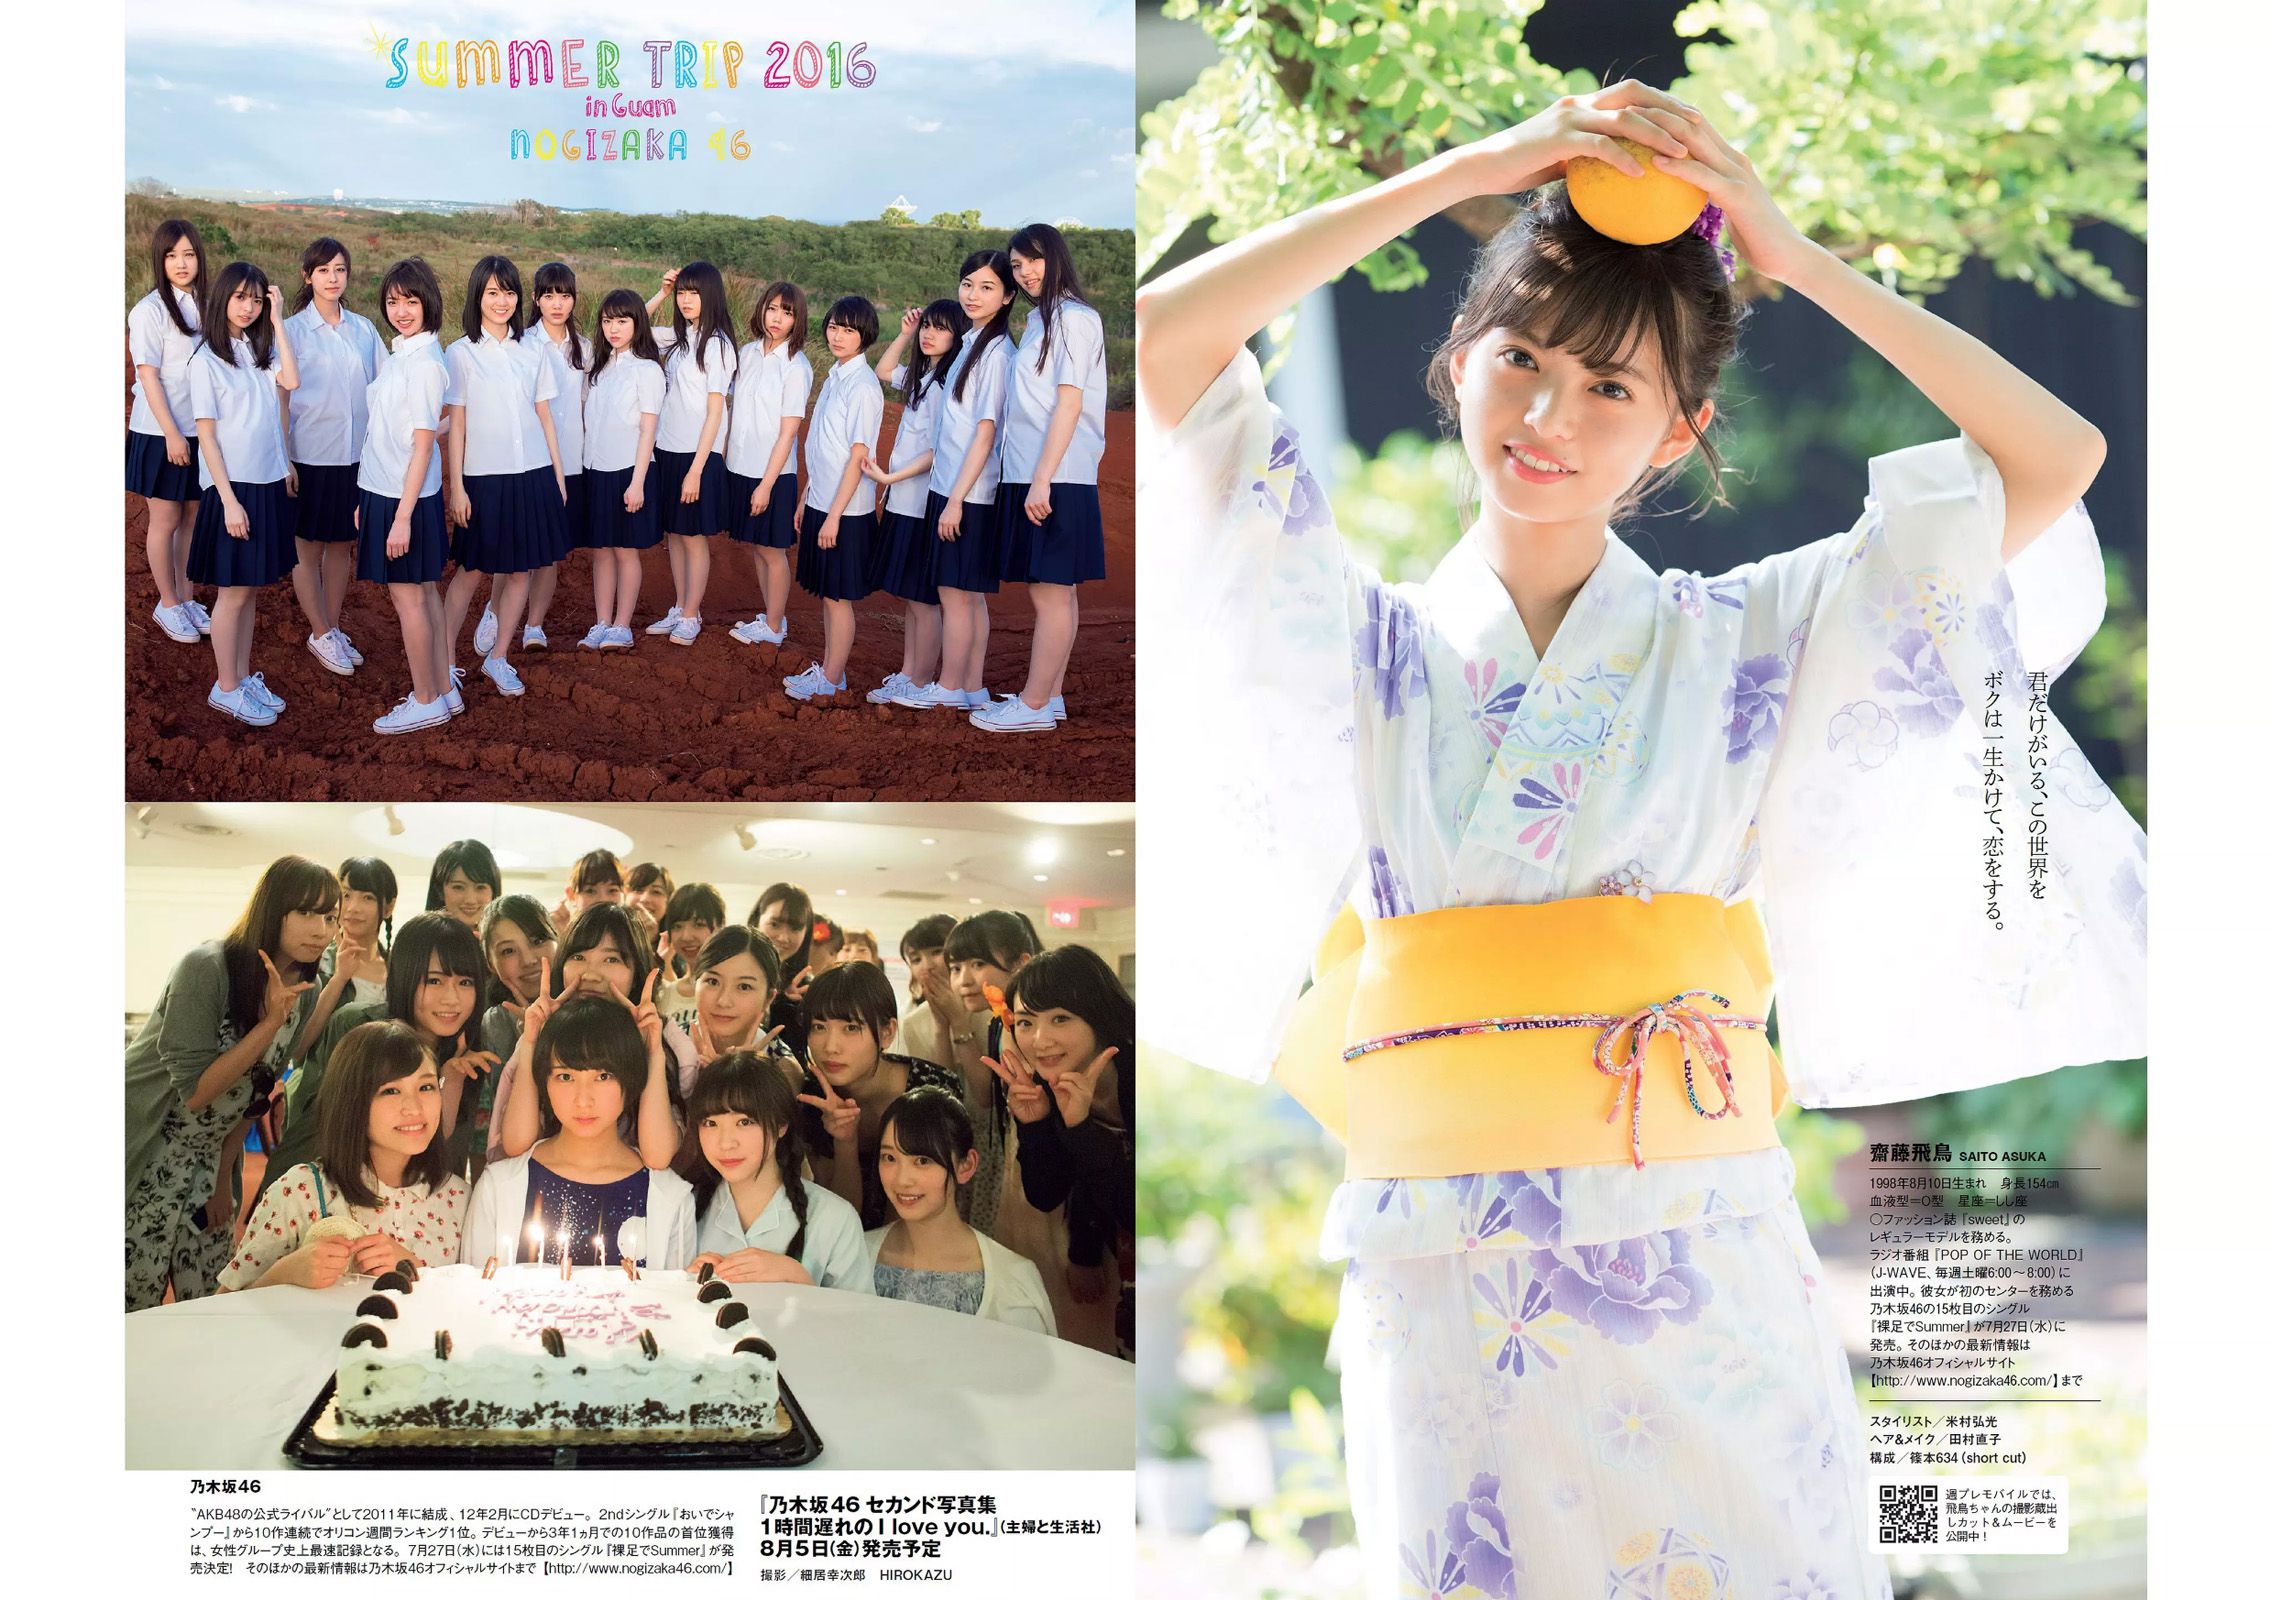 SUMMER TRIP 2016
in Guam
NOGIZAKA 46
乃木坂46
“AKB48の公式ライバル”として2011年に結成、12年2月にCDデビュー。2ndシングル『おいでシャ
ンプー』から10作連続でオリコン週間ランキング1位。デビューから3年1ヵ月での10作品の首位獲得
は、女性グループ史上最速記録となる。7月27日（水）には15枚目のシングル『裸足でSummer』が発
売決定！　そのほかの最新情報は乃木坂46オフィシャルサイトまで【http://www.nogizaka46.com/】
『乃木坂46 セカンド写真集
1時間遅れの I love you.』（主婦と生活社）
8月5日（金）発売予定
撮影／細居幸次郎　HIROKAZU
君だけがいる、この世界を
ボクは一生かけて、恋をする。
齋藤飛鳥 SAITO ASUKA
1998年8月10日生まれ　身長154㎝
血液型＝O型　星座＝しし座
〇ファッション誌『sweet』の
レギュラーモデルを務める。
ラジオ番組『POP OF THE WORLD』
（J-WAVE、毎週土曜6:00～8:00）に
出演中。彼女が初のセンターを務める
乃木坂46の15枚目のシングル
『裸足でSummer』が7月27日（水）に
発売。そのほかの最新情報は
乃木坂46オフィシャルサイト
【http://www.nogizaka46.com/】まで
スタイリスト／米村弘光
ヘア&メイク／田村直子
構成／篠本634（short cut）
週プレモバイルでは、
飛鳥ちゃんの撮影蔵出
しカット＆ムービーを
公開中！